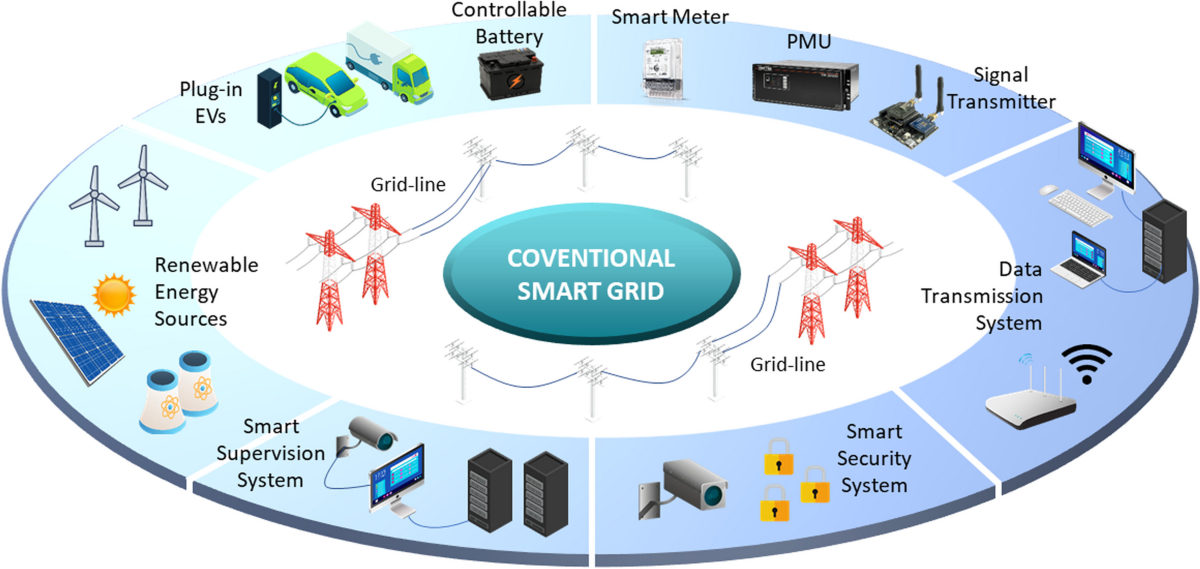 Controllable
Battery
Smart Meter
PMU
Signal
Transmitter
Plug-in
EVs
Grid-line
Renewable
Energy
Sources
COVENTIONAL
SMART GRID
Data
Transmission
System
Grid-line
Smart
Supervision
System
Smart
Security
System